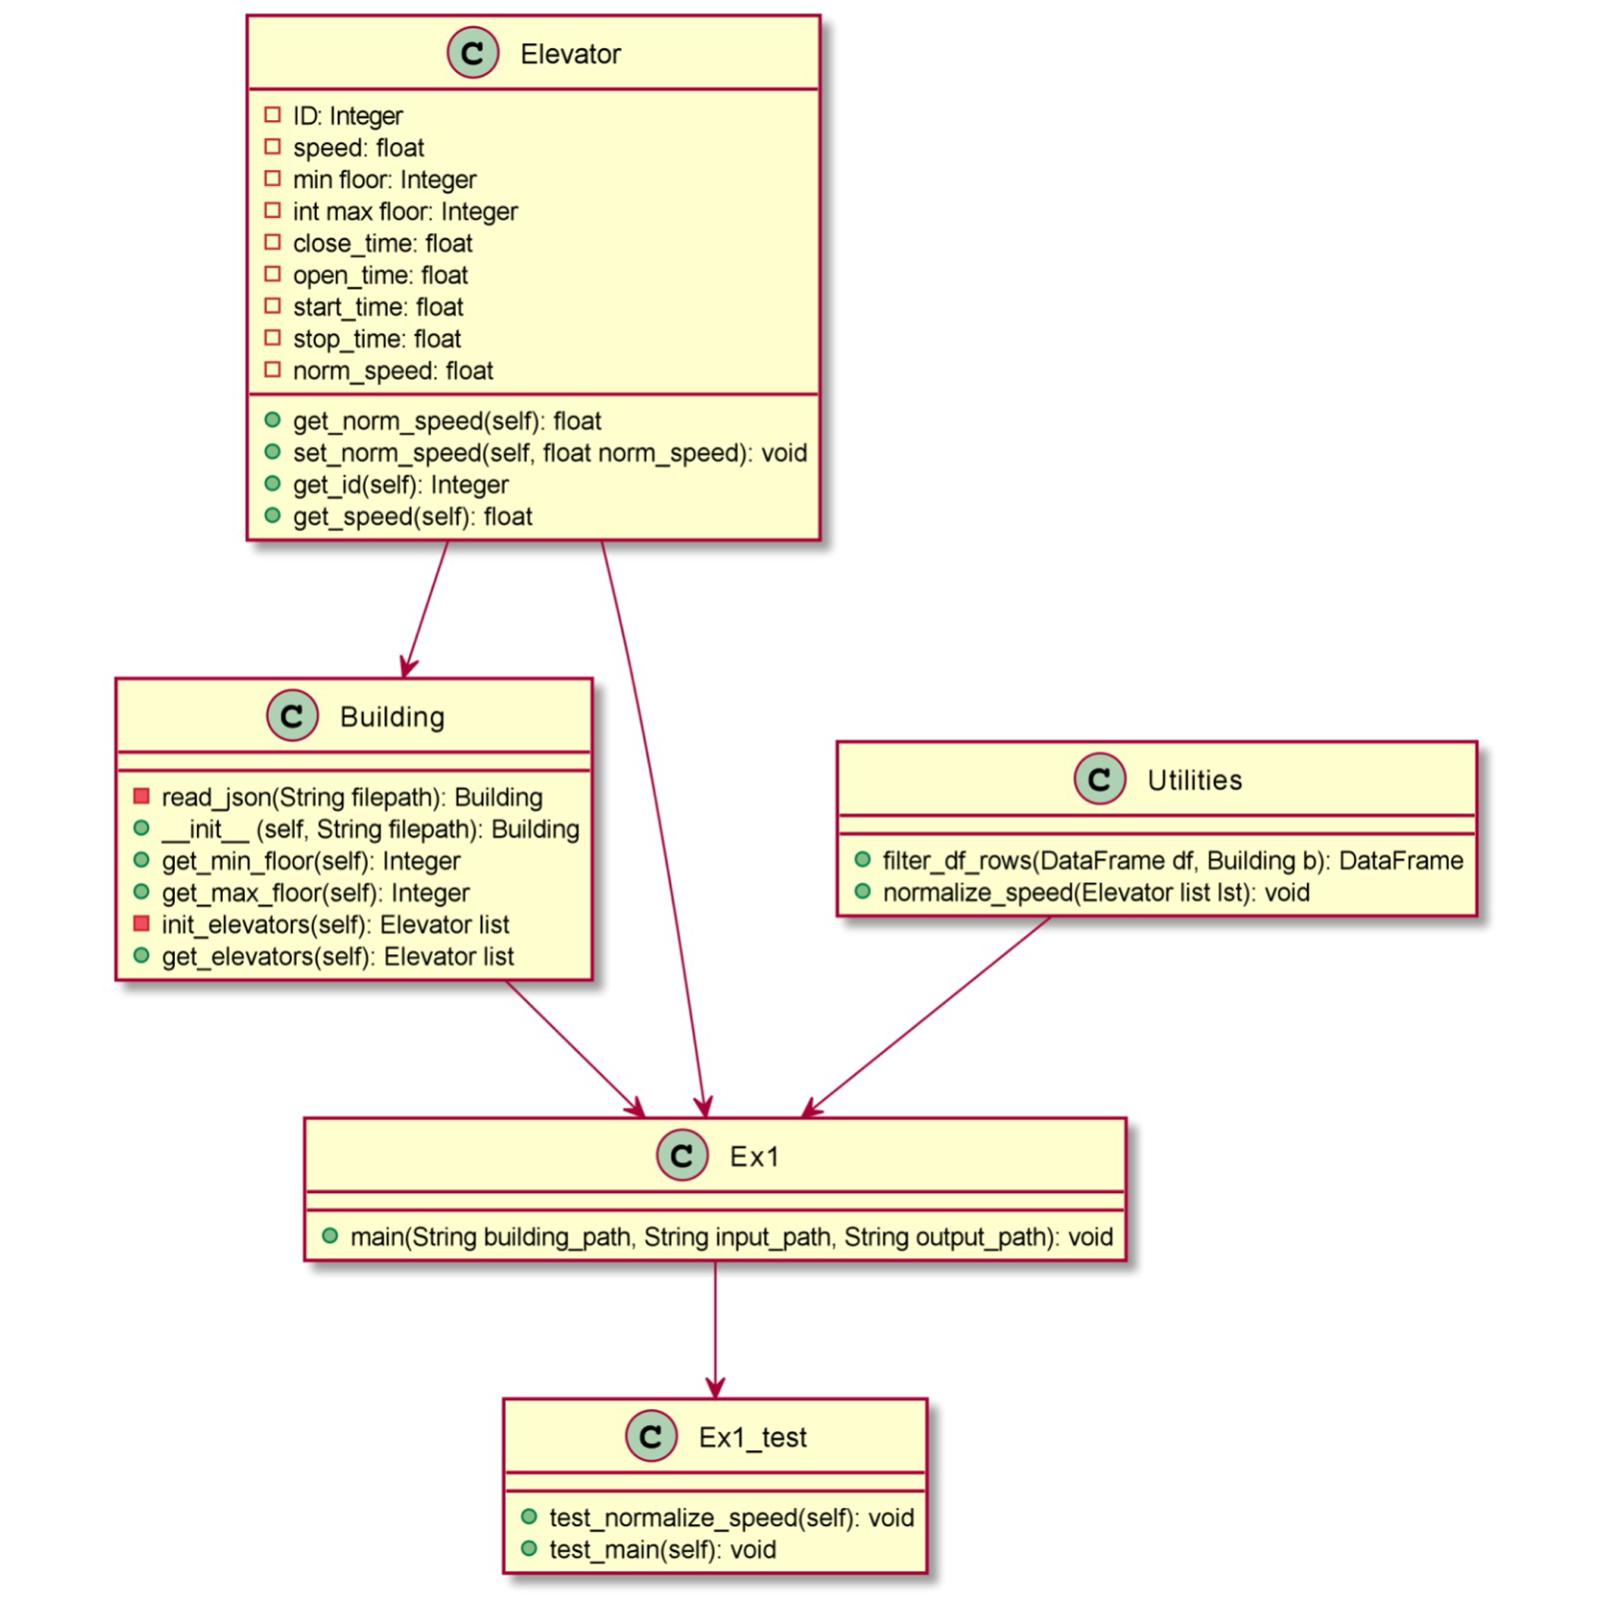 C Elevator
ID: Integer
speed: float
min floor: Integer
int max floor: Integer
close_time: float
open_time: float
start_time: float
stop_time: float
norm_speed: float
get_norm_speed(self): float
set_norm_speed(self, float norm_speed): void
get_id(self): Integer
get_speed(self): float
C Building
read_json(String filepath): Building
__init__ (self, String filepath): Building
get_min_floor(self): Integer
get_max_floor(self): Integer
init_elevators(self): Elevator list
get_elevators(self): Elevator list
C Utilities
filter_df_rows(DataFrame df, Building b): DataFrame
normalize_speed(Elevator list lst): void
C Ex1
main(String building_path, String input_path, String output_path): void
C Ex1_test
test_normalize_speed(self): void
test_main(self): void